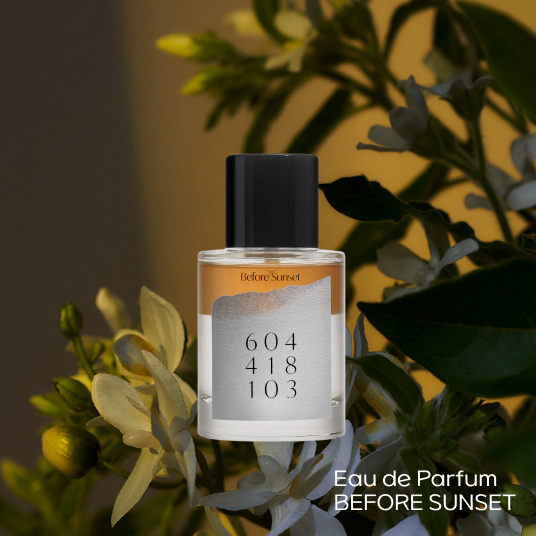 Before Sunset
604
418
103
Eau de Parfum
BEFORE SUNSET